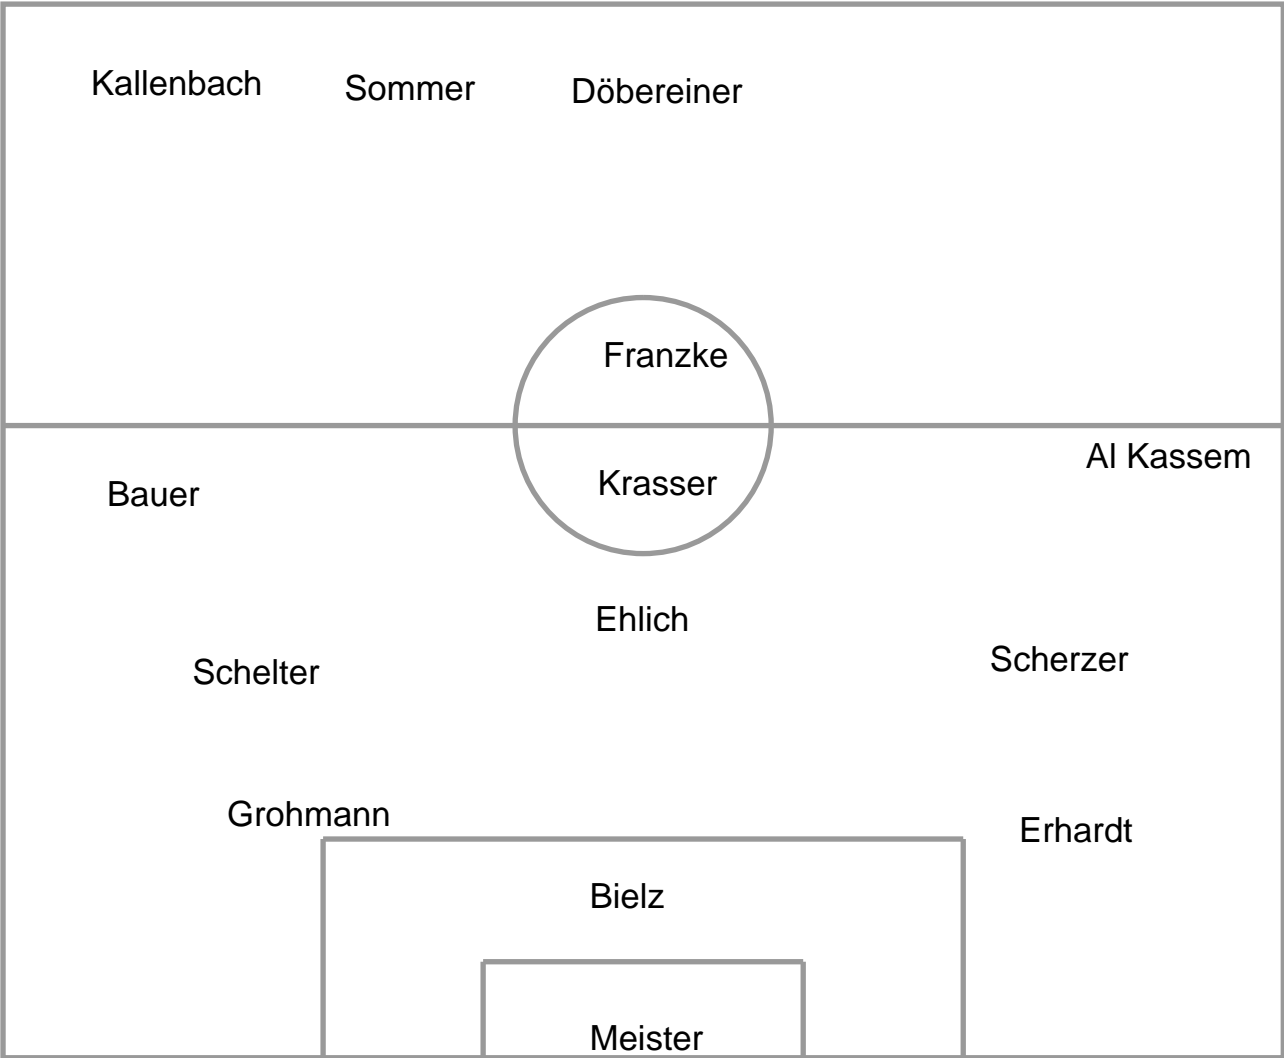 Kallenbach
Sommer
Döbereiner
Franzke
Al Kassem
Krasser
Bauer
Ehlich
Scherzer
Schelter
Grohmann
Erhardt
Bielz
Meister